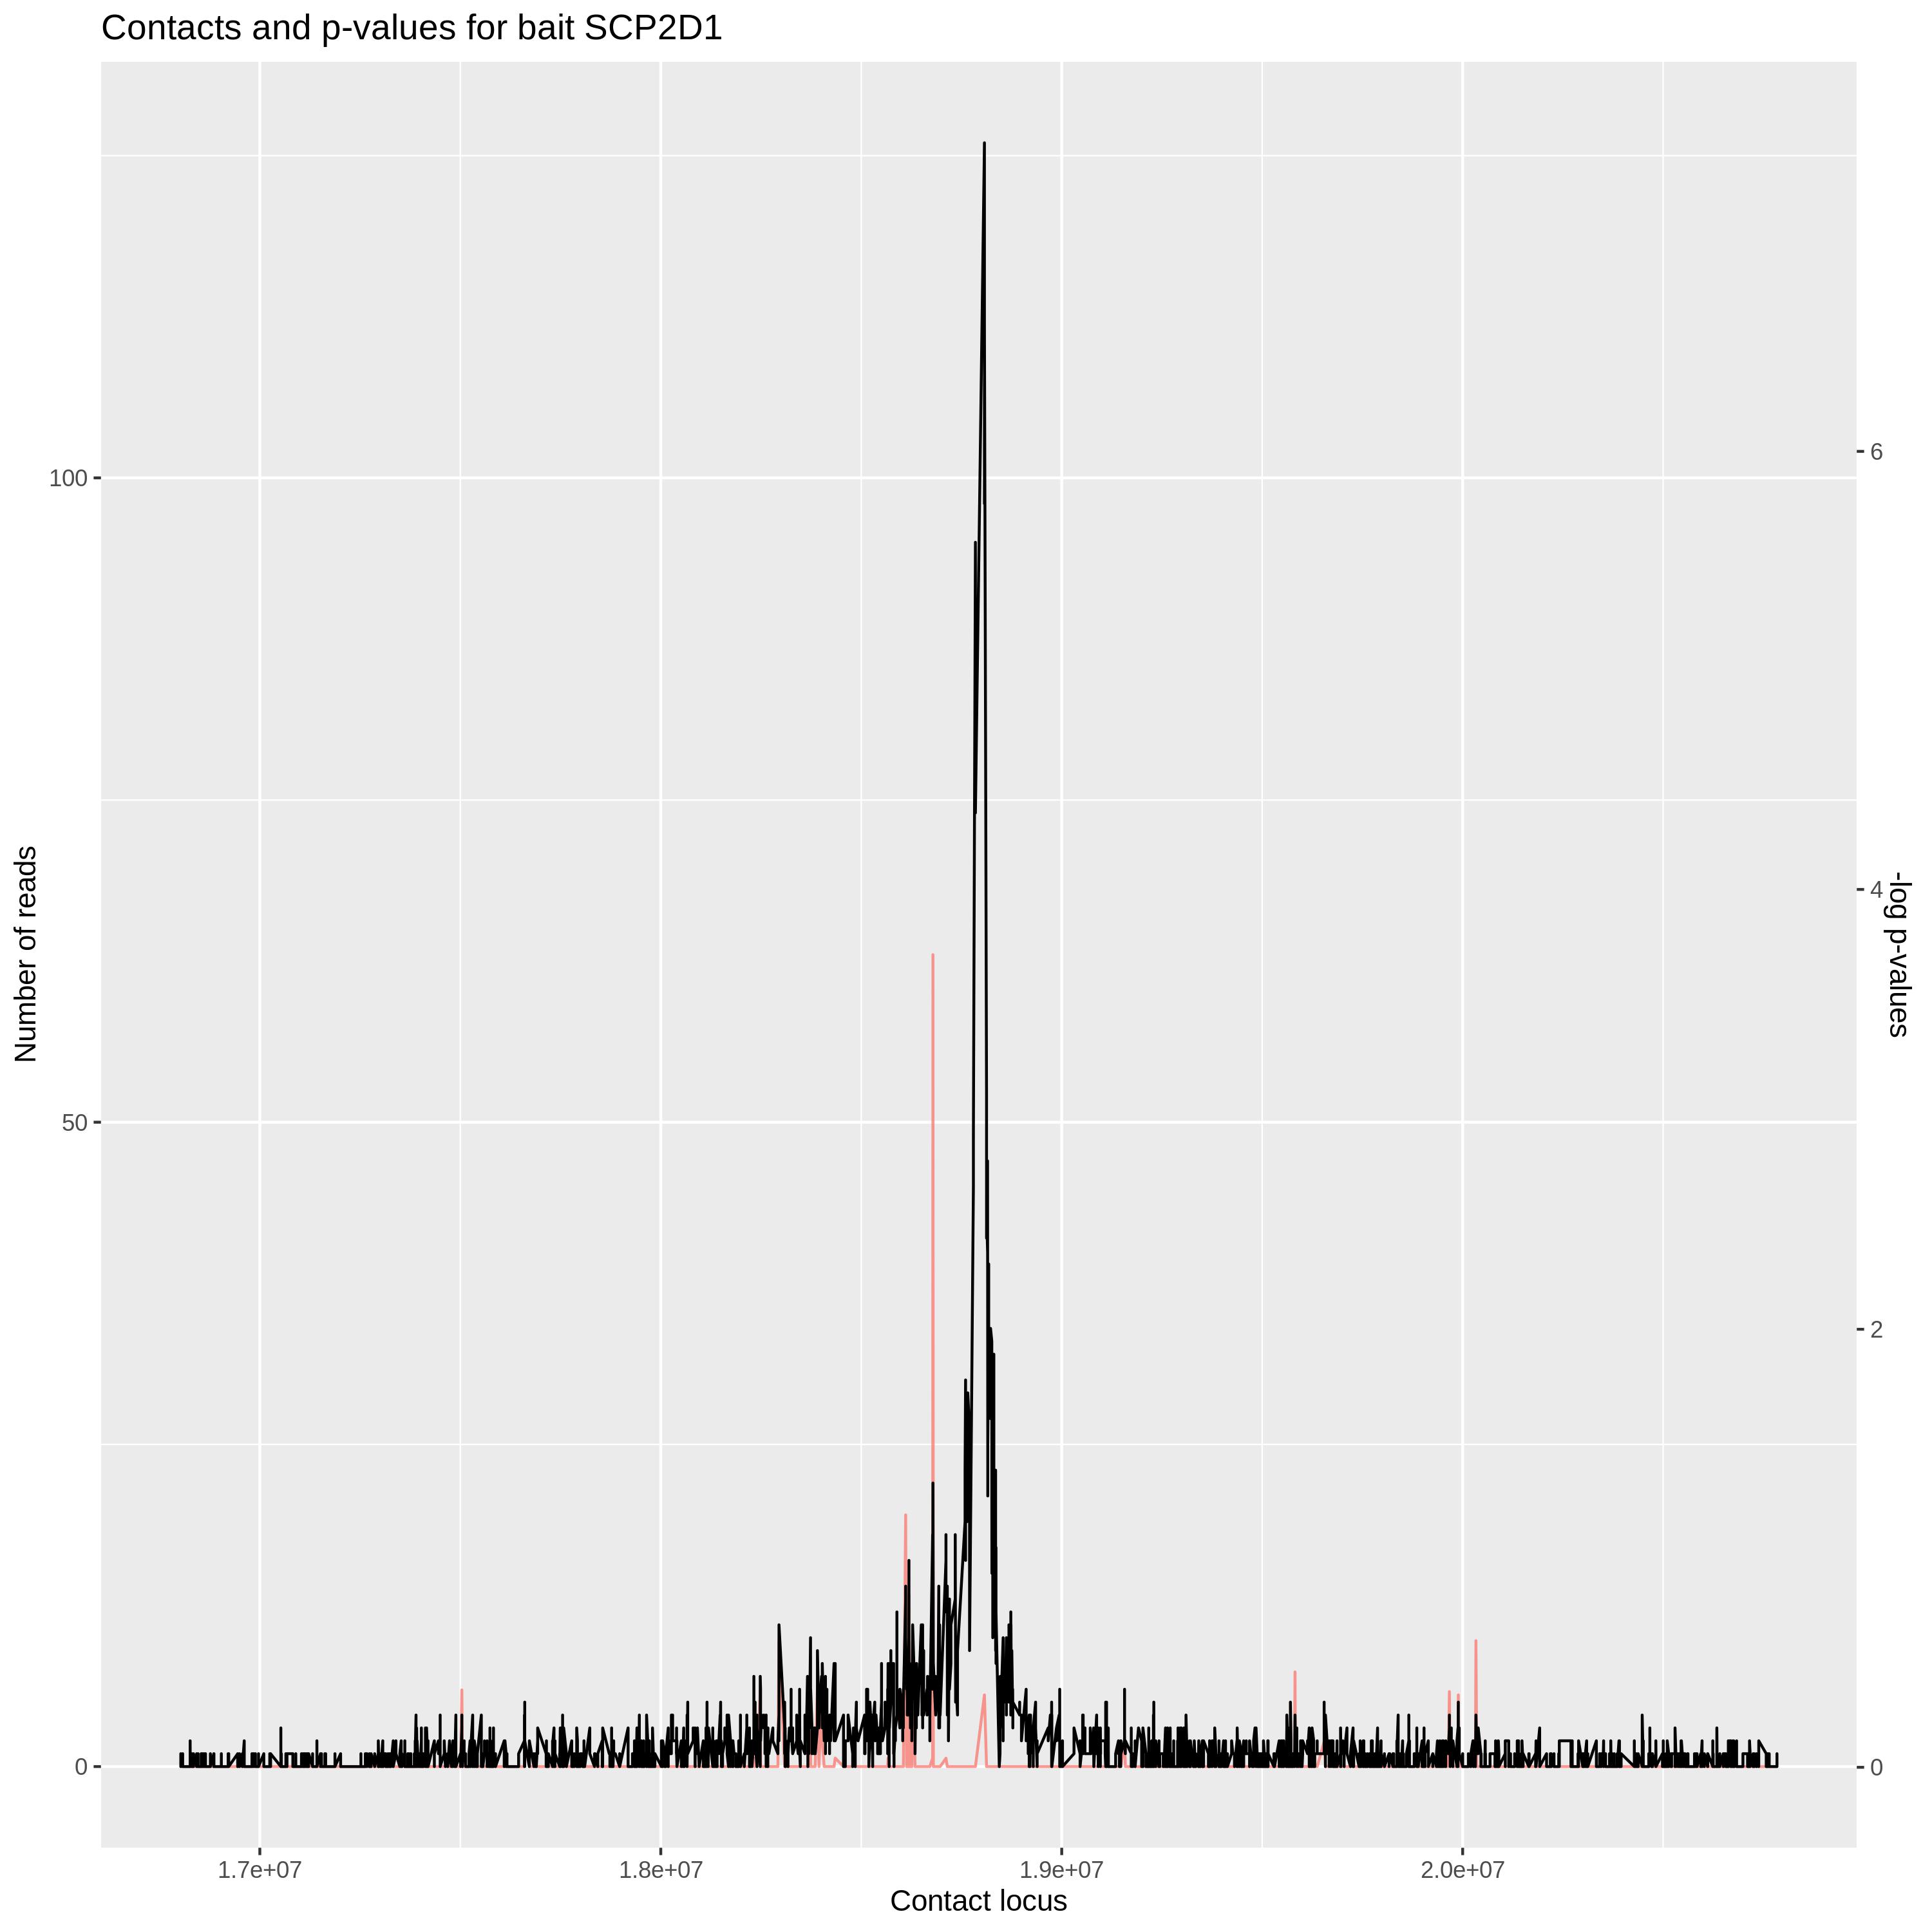 Contacts and p-values for bait SCP2D1
Number of reads
100
50
0
6
4
2
0
-log p-values
1.7e+07 1.8e+07 1.9e+07 2.0e+07
Contact locus